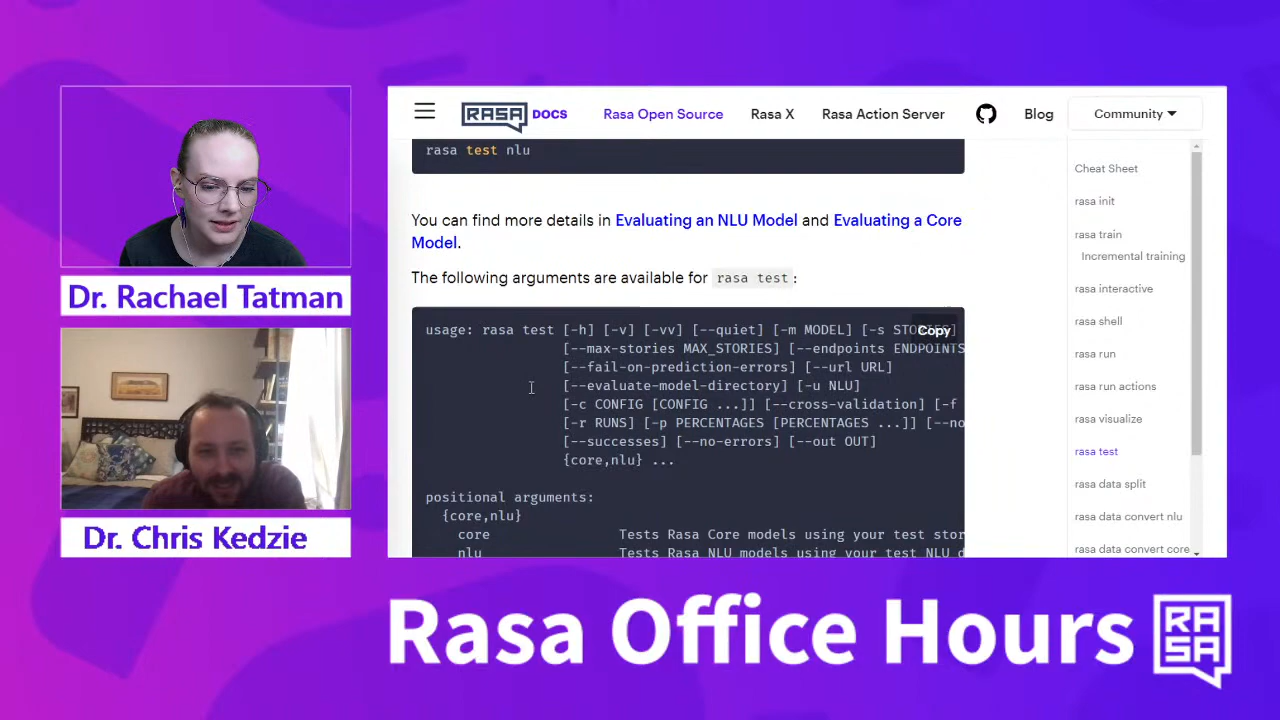 RASA DOCS
Rasa Open Source
Rasa X
Rasa Action Server
Blog
Community
rasa test nlu
You can find more details in Evaluating an NLU Model and Evaluating a Core
Model.
The following arguments are available for rasa test:
Copy
usage: rasa test [-h] [-v] [-vv] [--quiet] [-m MODEL] [-s
[--max-stories MAX_STORIES] [--endpoints ENDPOINTS
[--fail-on-prediction-errors] [--url URL]
[--evaluate-model-directory] [-u NLU]
[-c CONFIG [CONFIG ...]] [--cross-validation] [-f
[-r RUNS] [-p PERCENTAGES [PERCENTAGES ...]] [--no
[--successes] [--no-errors] [--out OUT]
{core,nlu} ...
positional arguments:
{core,nlu}
core Tests Rasa Core models using your test stor
nlu Tests Rasa NLU models using your test NLU d
Cheat Sheet
rasa init
rasa train
Incremental training
rasa interactive
rasa shell
rasa run
rasa run actions
rasa visualize
rasa test
rasa data split
rasa data convert nlu
rasa data convert core
Dr. Rachael Tatman
Dr. Chris Kedzie
Rasa Office Hours
RA
SA